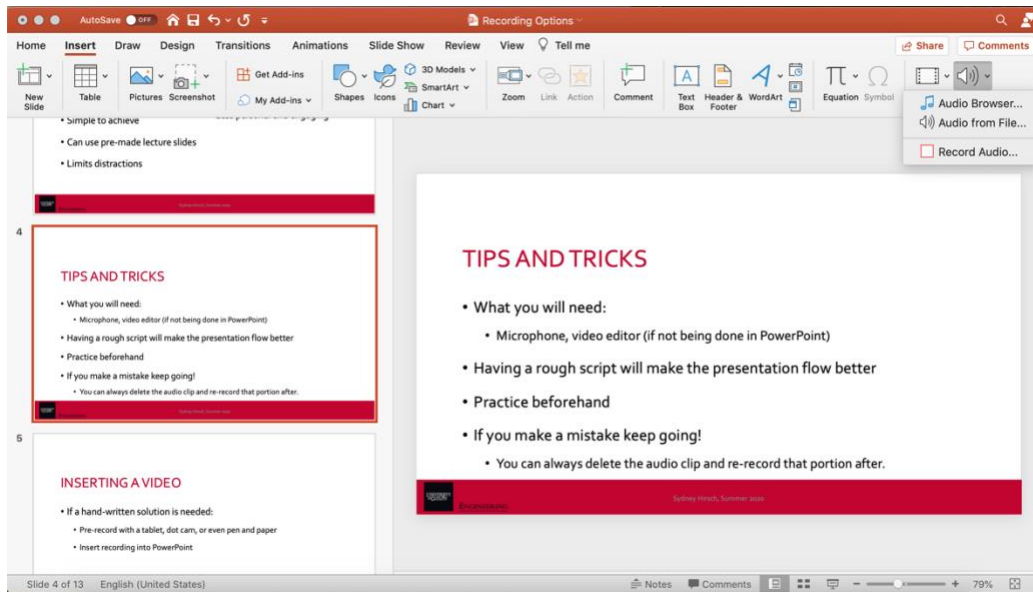 AutoSave OFF
Recording Options
Home Insert Draw Design Transitions Animations Slide Show Review View Tell me Share Comments
New Slide
Table
Pictures Screenshot
Get Add-ins
My Add-ins
Shapes Icons
3D Models
SmartArt
Chart
Zoom Link Action
Comment
Text Box
Header & Footer
WordArt
Equation Symbol
Audio Browser...
Audio from File...
Record Audio...
• Simple to achieve
• Can use pre-made lecture slides
• Limits distractions
4
TIPS AND TRICKS
• What you will need:
• Microphone, video editor (if not being done in PowerPoint)
• Having a rough script will make the presentation flow better
• Practice beforehand
• If you make a mistake keep going!
• You can always delete the audio clip and re-record that portion after.
Sydney Hirsch, Summer 2020
5
INSERTING A VIDEO
• If a hand-written solution is needed:
• Pre-record with a tablet, dot cam, or even pen and paper
• Insert recording into PowerPoint
TIPS AND TRICKS
• What you will need:
• Microphone, video editor (if not being done in PowerPoint)
• Having a rough script will make the presentation flow better
• Practice beforehand
• If you make a mistake keep going!
• You can always delete the audio clip and re-record that portion after.
Sydney Hirsch, Summer 2020
Slide 4 of 13 English (United States) Notes Comments 79%